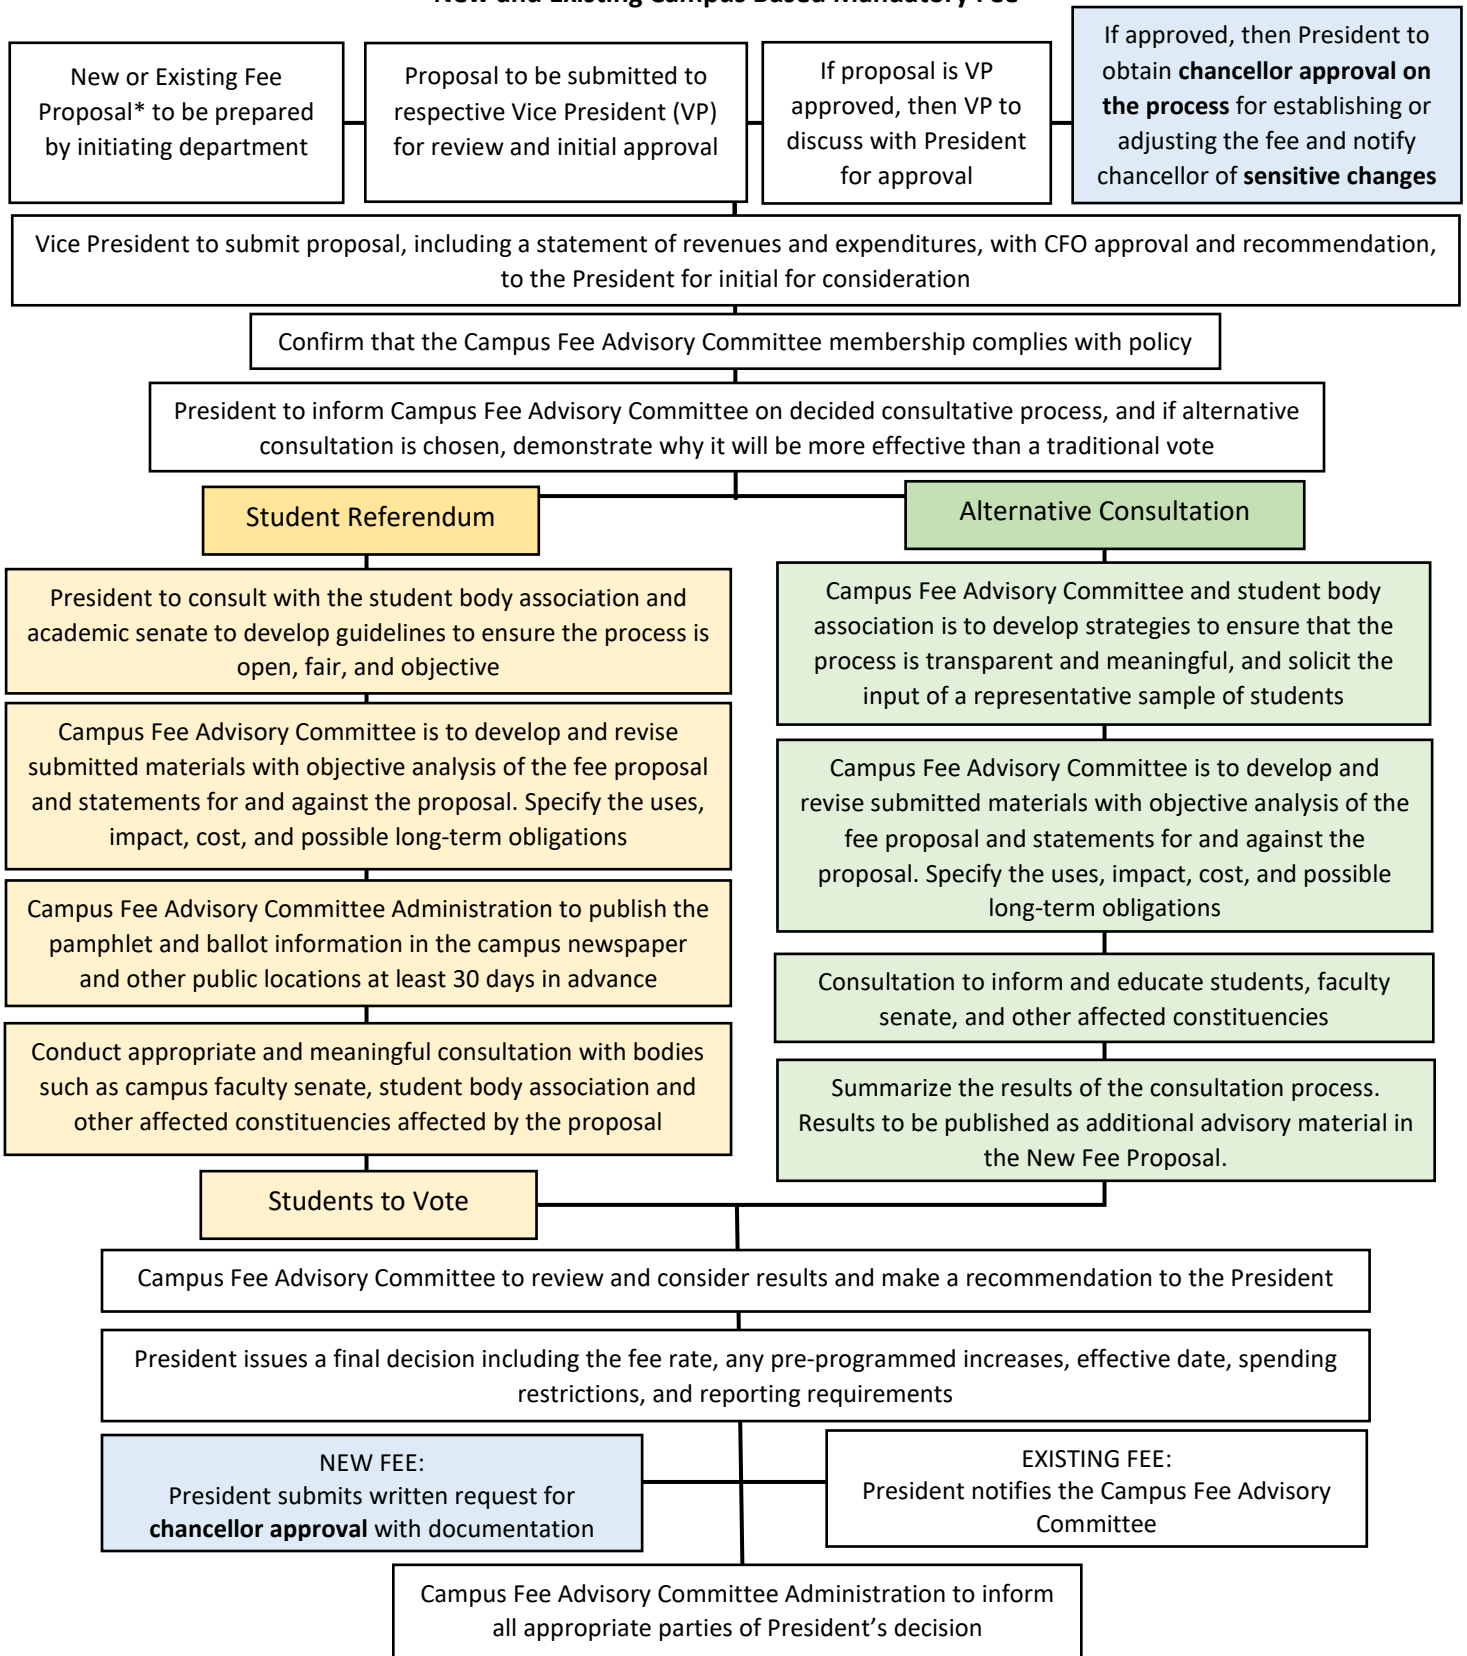 New and Existing Campus Based Mandatory Fee
New or Existing Fee
Proposal* to be prepared
by initiating department
Proposal to be submitted to
respective Vice President (VP)
for review and initial approval
If proposal is VP
approved, then VP to
discuss with President
for approval
If approved, then President to
obtain chancellor approval on
the process for establishing or
adjusting the fee and notify
chancellor of sensitive changes
Vice President to submit proposal, including a statement of revenues and expenditures, with CFO approval and recommendation,
to the President for initial for consideration
Confirm that the Campus Fee Advisory Committee membership complies with policy
President to inform Campus Fee Advisory Committee on decided consultative process, and if alternative
consultation is chosen, demonstrate why it will be more effective than a traditional vote
Student Referendum
President to consult with the student body association and
academic senate to develop guidelines to ensure the process is
open, fair, and objective
Campus Fee Advisory Committee is to develop and revise
submitted materials with objective analysis of the fee proposal
and statements for and against the proposal. Specify the uses,
impact, cost, and possible long-term obligations
Campus Fee Advisory Committee Administration to publish the
pamphlet and ballot information in the campus newspaper
and other public locations at least 30 days in advance
Conduct appropriate and meaningful consultation with bodies
such as campus faculty senate, student body association and
other affected constituencies affected by the proposal
Students to Vote
Alternative Consultation
Campus Fee Advisory Committee and student body
association is to develop strategies to ensure that the
process is transparent and meaningful, and solicit the
input of a representative sample of students
Campus Fee Advisory Committee is to develop and
revise submitted materials with objective analysis of the
fee proposal and statements for and against the
proposal. Specify the uses, impact, cost, and possible
long-term obligations
Consultation to inform and educate students, faculty
senate, and other affected constituencies
Summarize the results of the consultation process.
Results to be published as additional advisory material in
the New Fee Proposal.
Campus Fee Advisory Committee to review and consider results and make a recommendation to the President
President issues a final decision including the fee rate, any pre-programmed increases, effective date, spending
restrictions, and reporting requirements
NEW FEE:
President submits written request for
chancellor approval with documentation
EXISTING FEE:
President notifies the Campus Fee Advisory
Committee
Campus Fee Advisory Committee Administration to inform
all appropriate parties of President’s decision